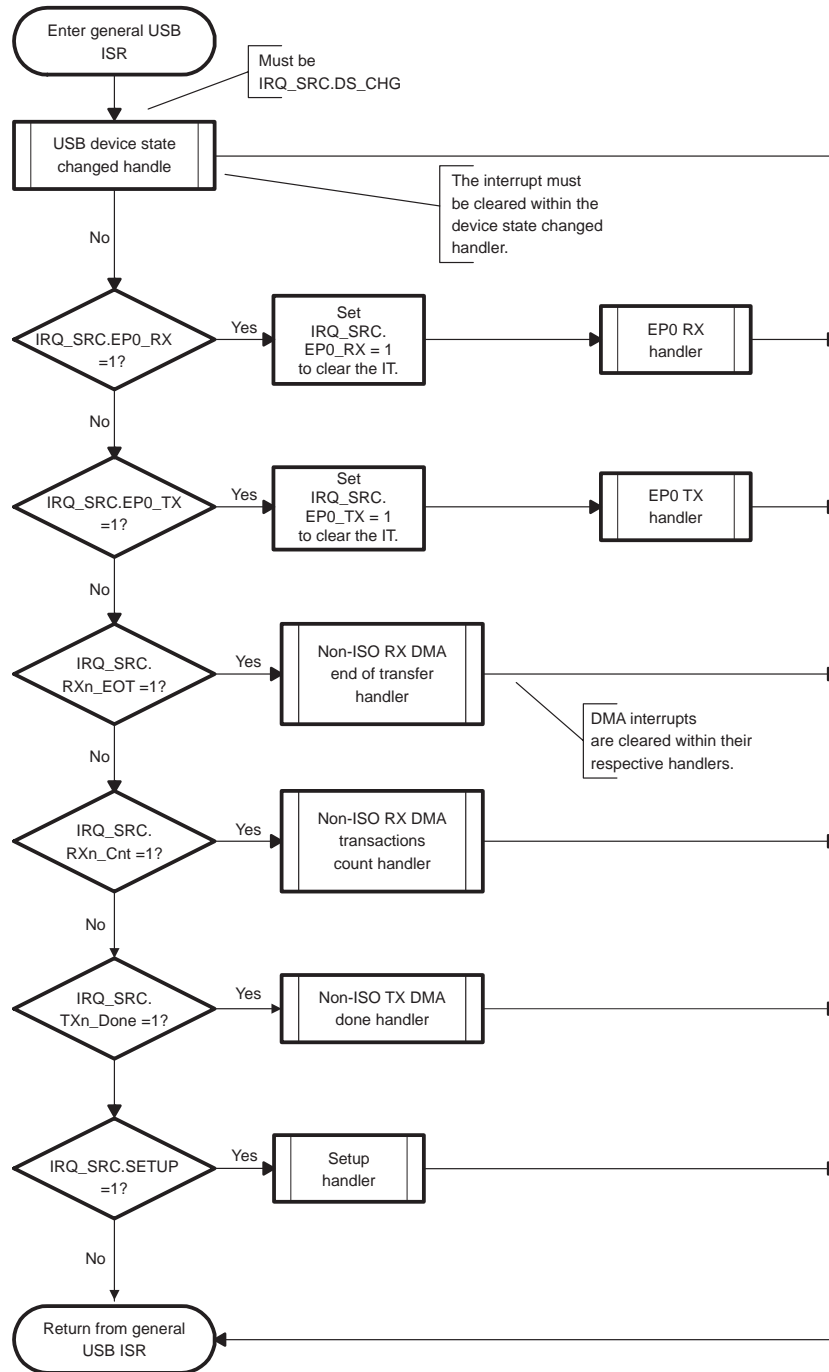 Enter general USB
ISR
Must be
IRQ_SRC.DS_CHG
USB device state
changed handle
The interrupt must
be cleared within the
device state changed
handler.
No
IRQ_SRC.EP0_RX
=1?
Yes
Set
IRQ_SRC.
EP0_RX = 1
to clear the IT.
EP0 RX
handler
No
IRQ_SRC.EP0_TX
=1?
Yes
Set
IRQ_SRC.
EP0_TX = 1
to clear the IT.
EP0 TX
handler
No
IRQ_SRC.
RXn_EOT =1?
Yes
Non-ISO RX DMA
end of transfer
handler
DMA interrupts
are cleared within their
respective handlers.
No
IRQ_SRC.
RXn_Cnt =1?
Yes
Non-ISO RX DMA
transactions
count handler
No
IRQ_SRC.
TXn_Done =1?
Yes
Non-ISO TX DMA
done handler
IRQ_SRC.SETUP
=1?
Yes
Setup
handler
No
Return from general
USB ISR